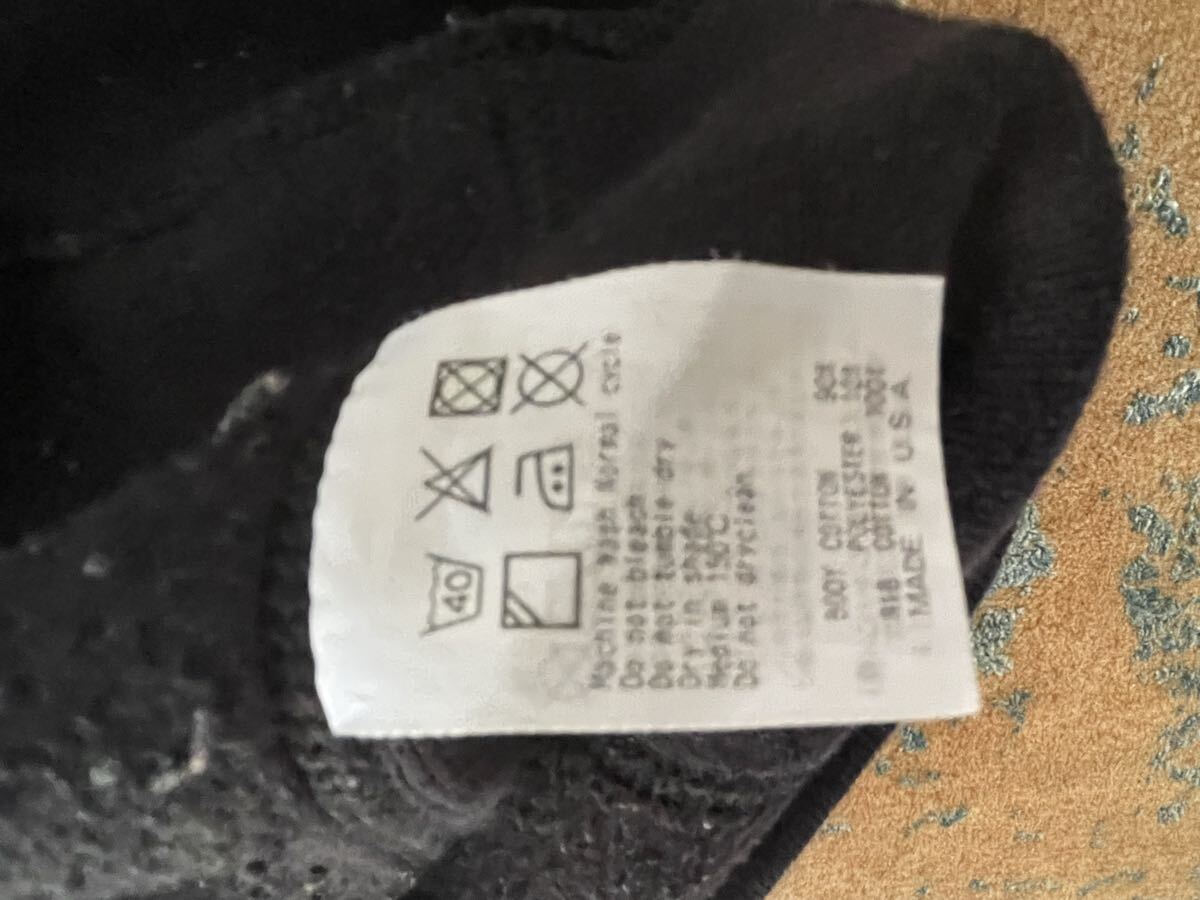 40
Machine wash Normal cycle
Do not bleach
Do not tumble dry
Dry in shade
Medium 150°C
Do not dryclean
BODY COTTON 90%
POLYESTER 10%
RIB COTTON 100%
MADE IN U.S.A.